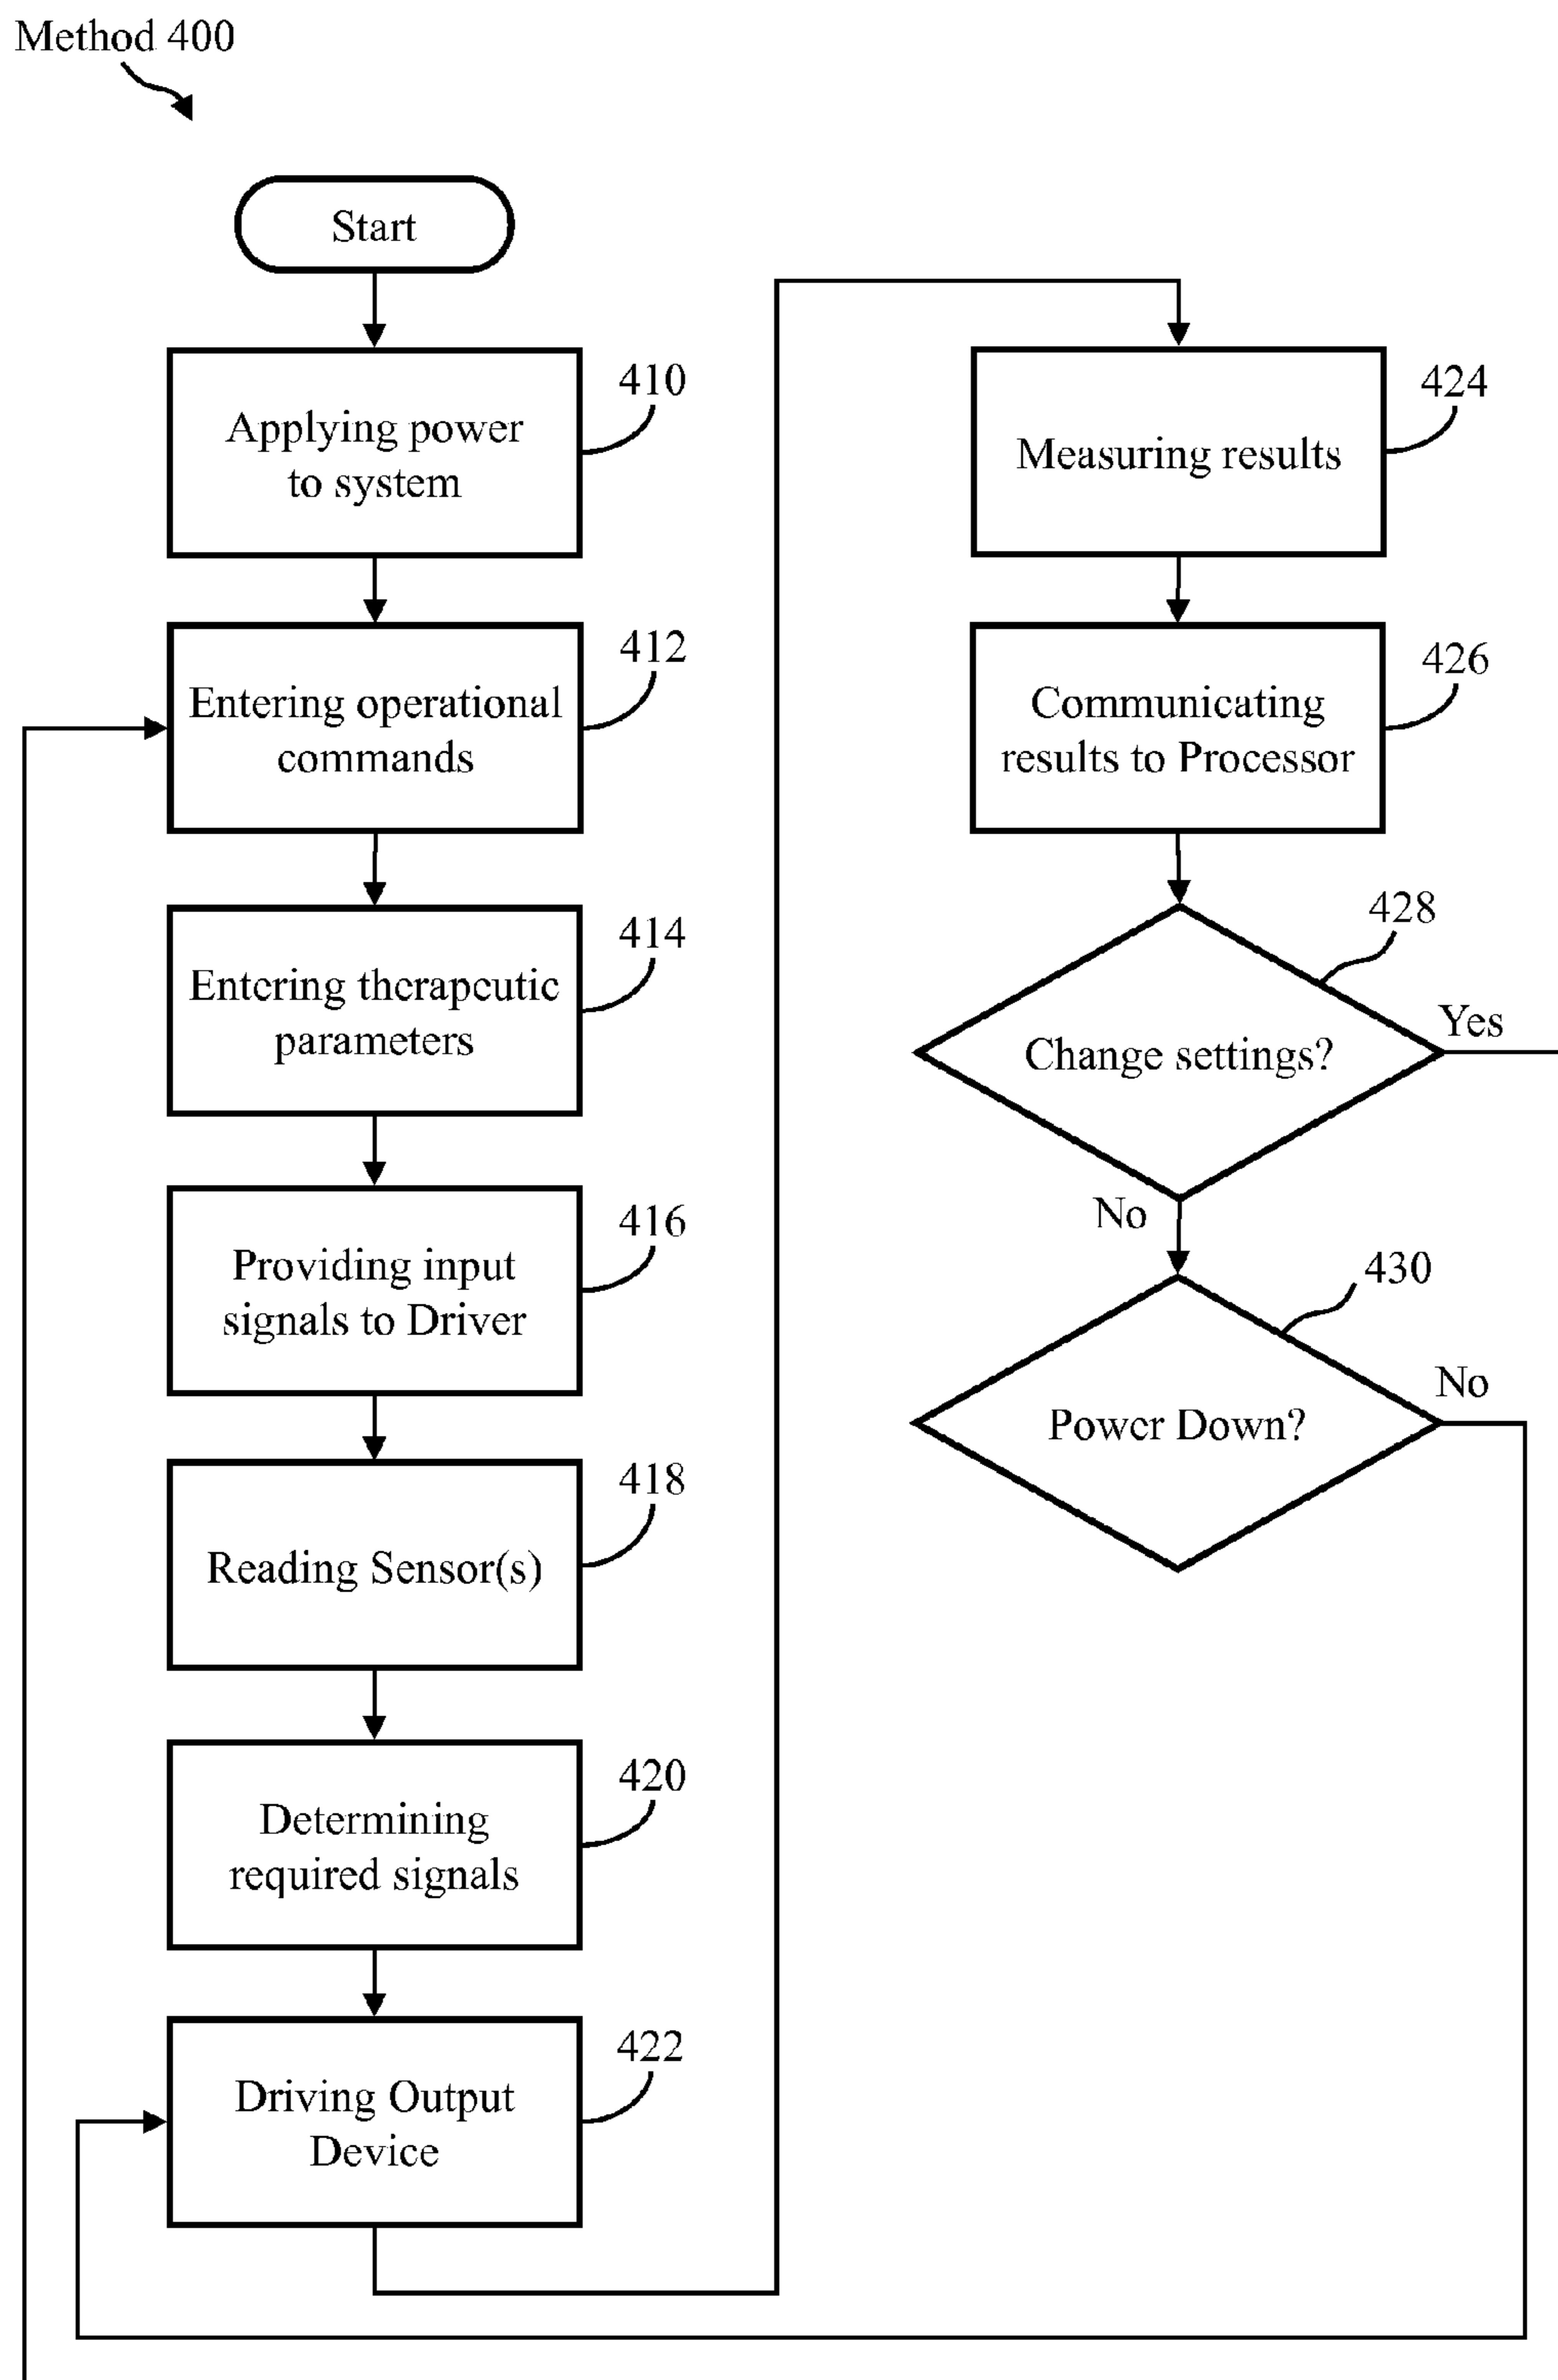 Method 400
Start
410
Applying power
to system
412
Entering operational
commands
414
Entering therapeutic
parameters
416
Providing input
signals to Driver
418
Reading Sensor(s)
420
Determining
required signals
422
Driving Output
Device
424
Measuring results
426
Communicating
results to Processor
428
Yes
Change settings?
No
430
No
Power Down?